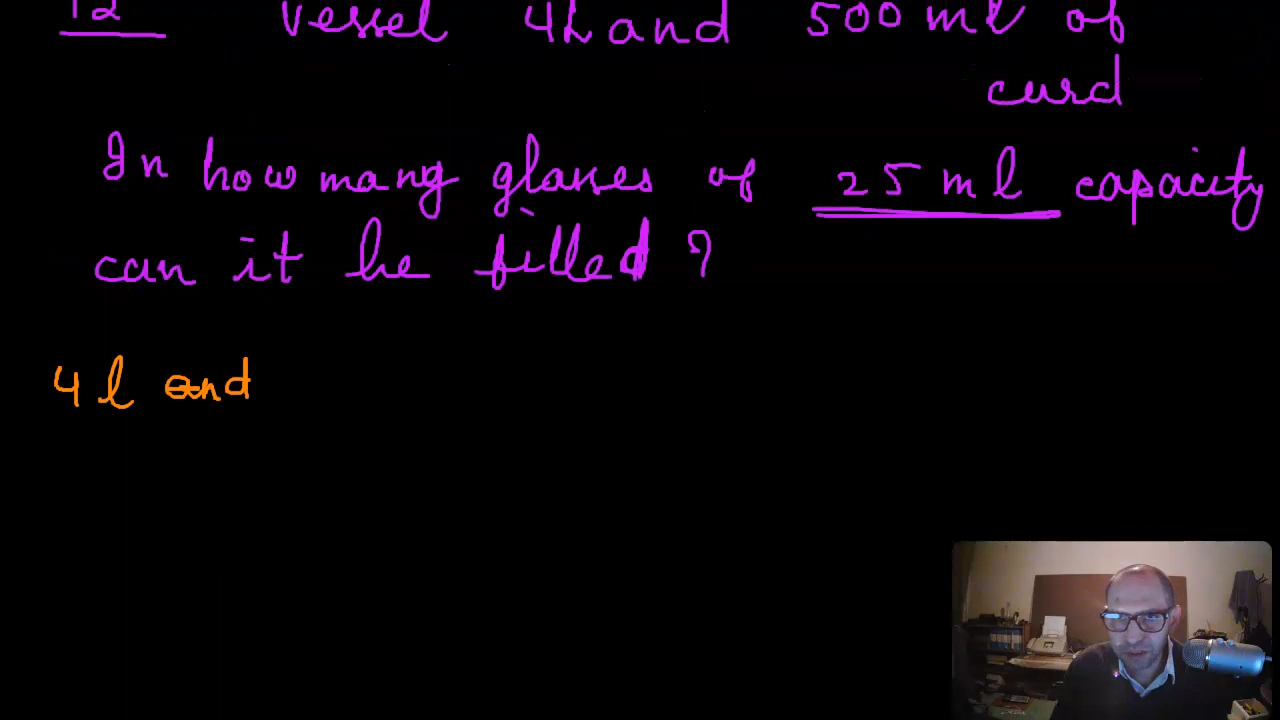 12 Vessel 4L and 500 ml of
curd
In how many glasses of 25 ml capacity
can it be filled ?
4 l and